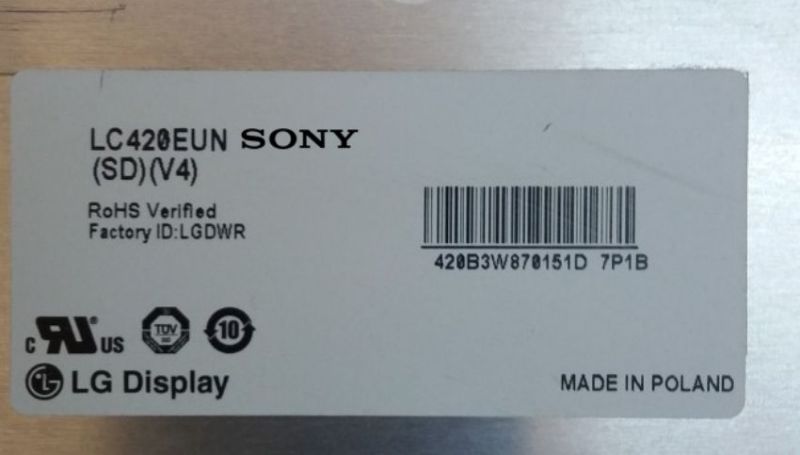 LC420EUN SONY
(SD)(V4)
RoHS Verified
Factory ID:LGDWR
420B3W870151D 7P1B
c RU® US
TÜV
10
LG Display
MADE IN POLAND